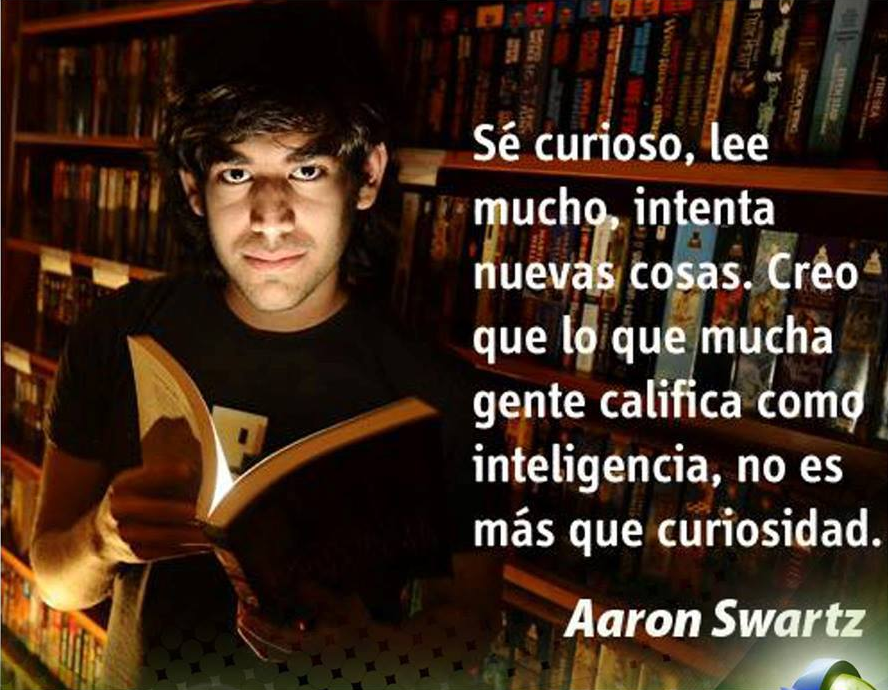 Sé curioso, lee
mucho, intenta
nuevas cosas. Creo
que lo que mucha
gente califica como
inteligencia, no es
más que curiosidad.
Aaron Swartz